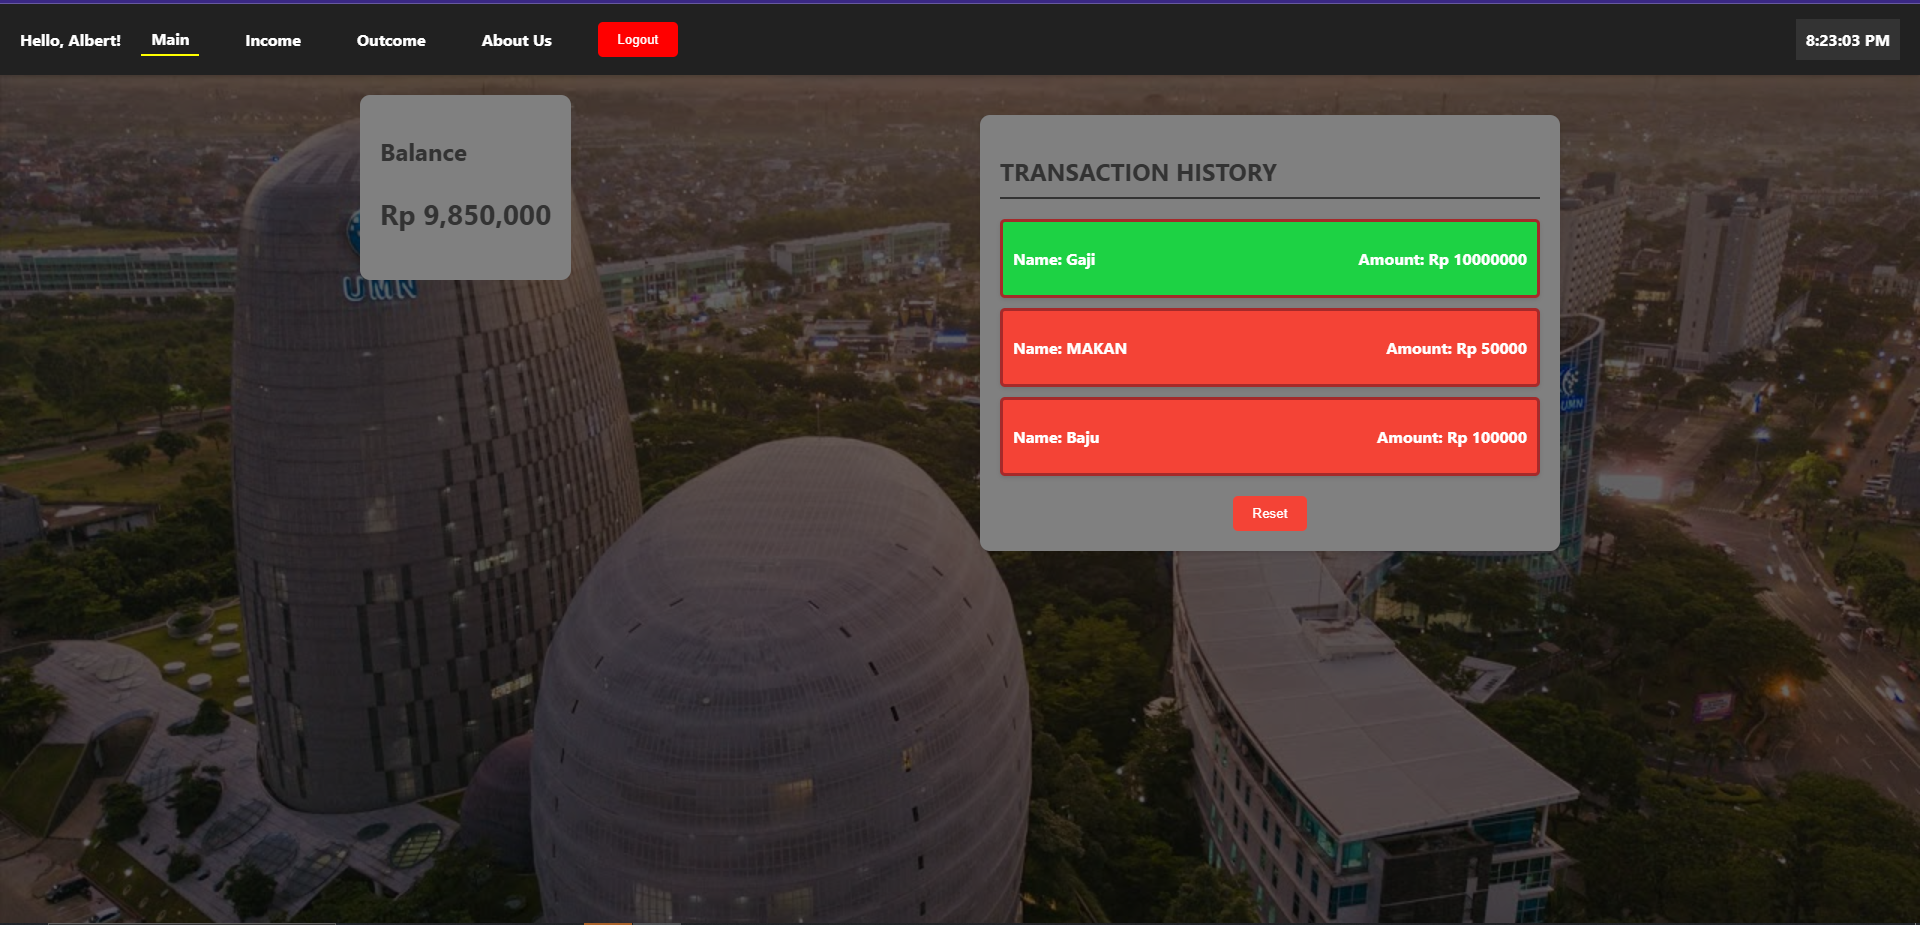 Hello, Albert! Main Income Outcome About Us Logout 8:23:03 PM
Balance
Rp 9,850,000
UMN
TRANSACTION HISTORY
Name: Gaji Amount: Rp 10000000
Name: MAKAN Amount: Rp 50000
Name: Baju Amount: Rp 100000
UMN
Reset